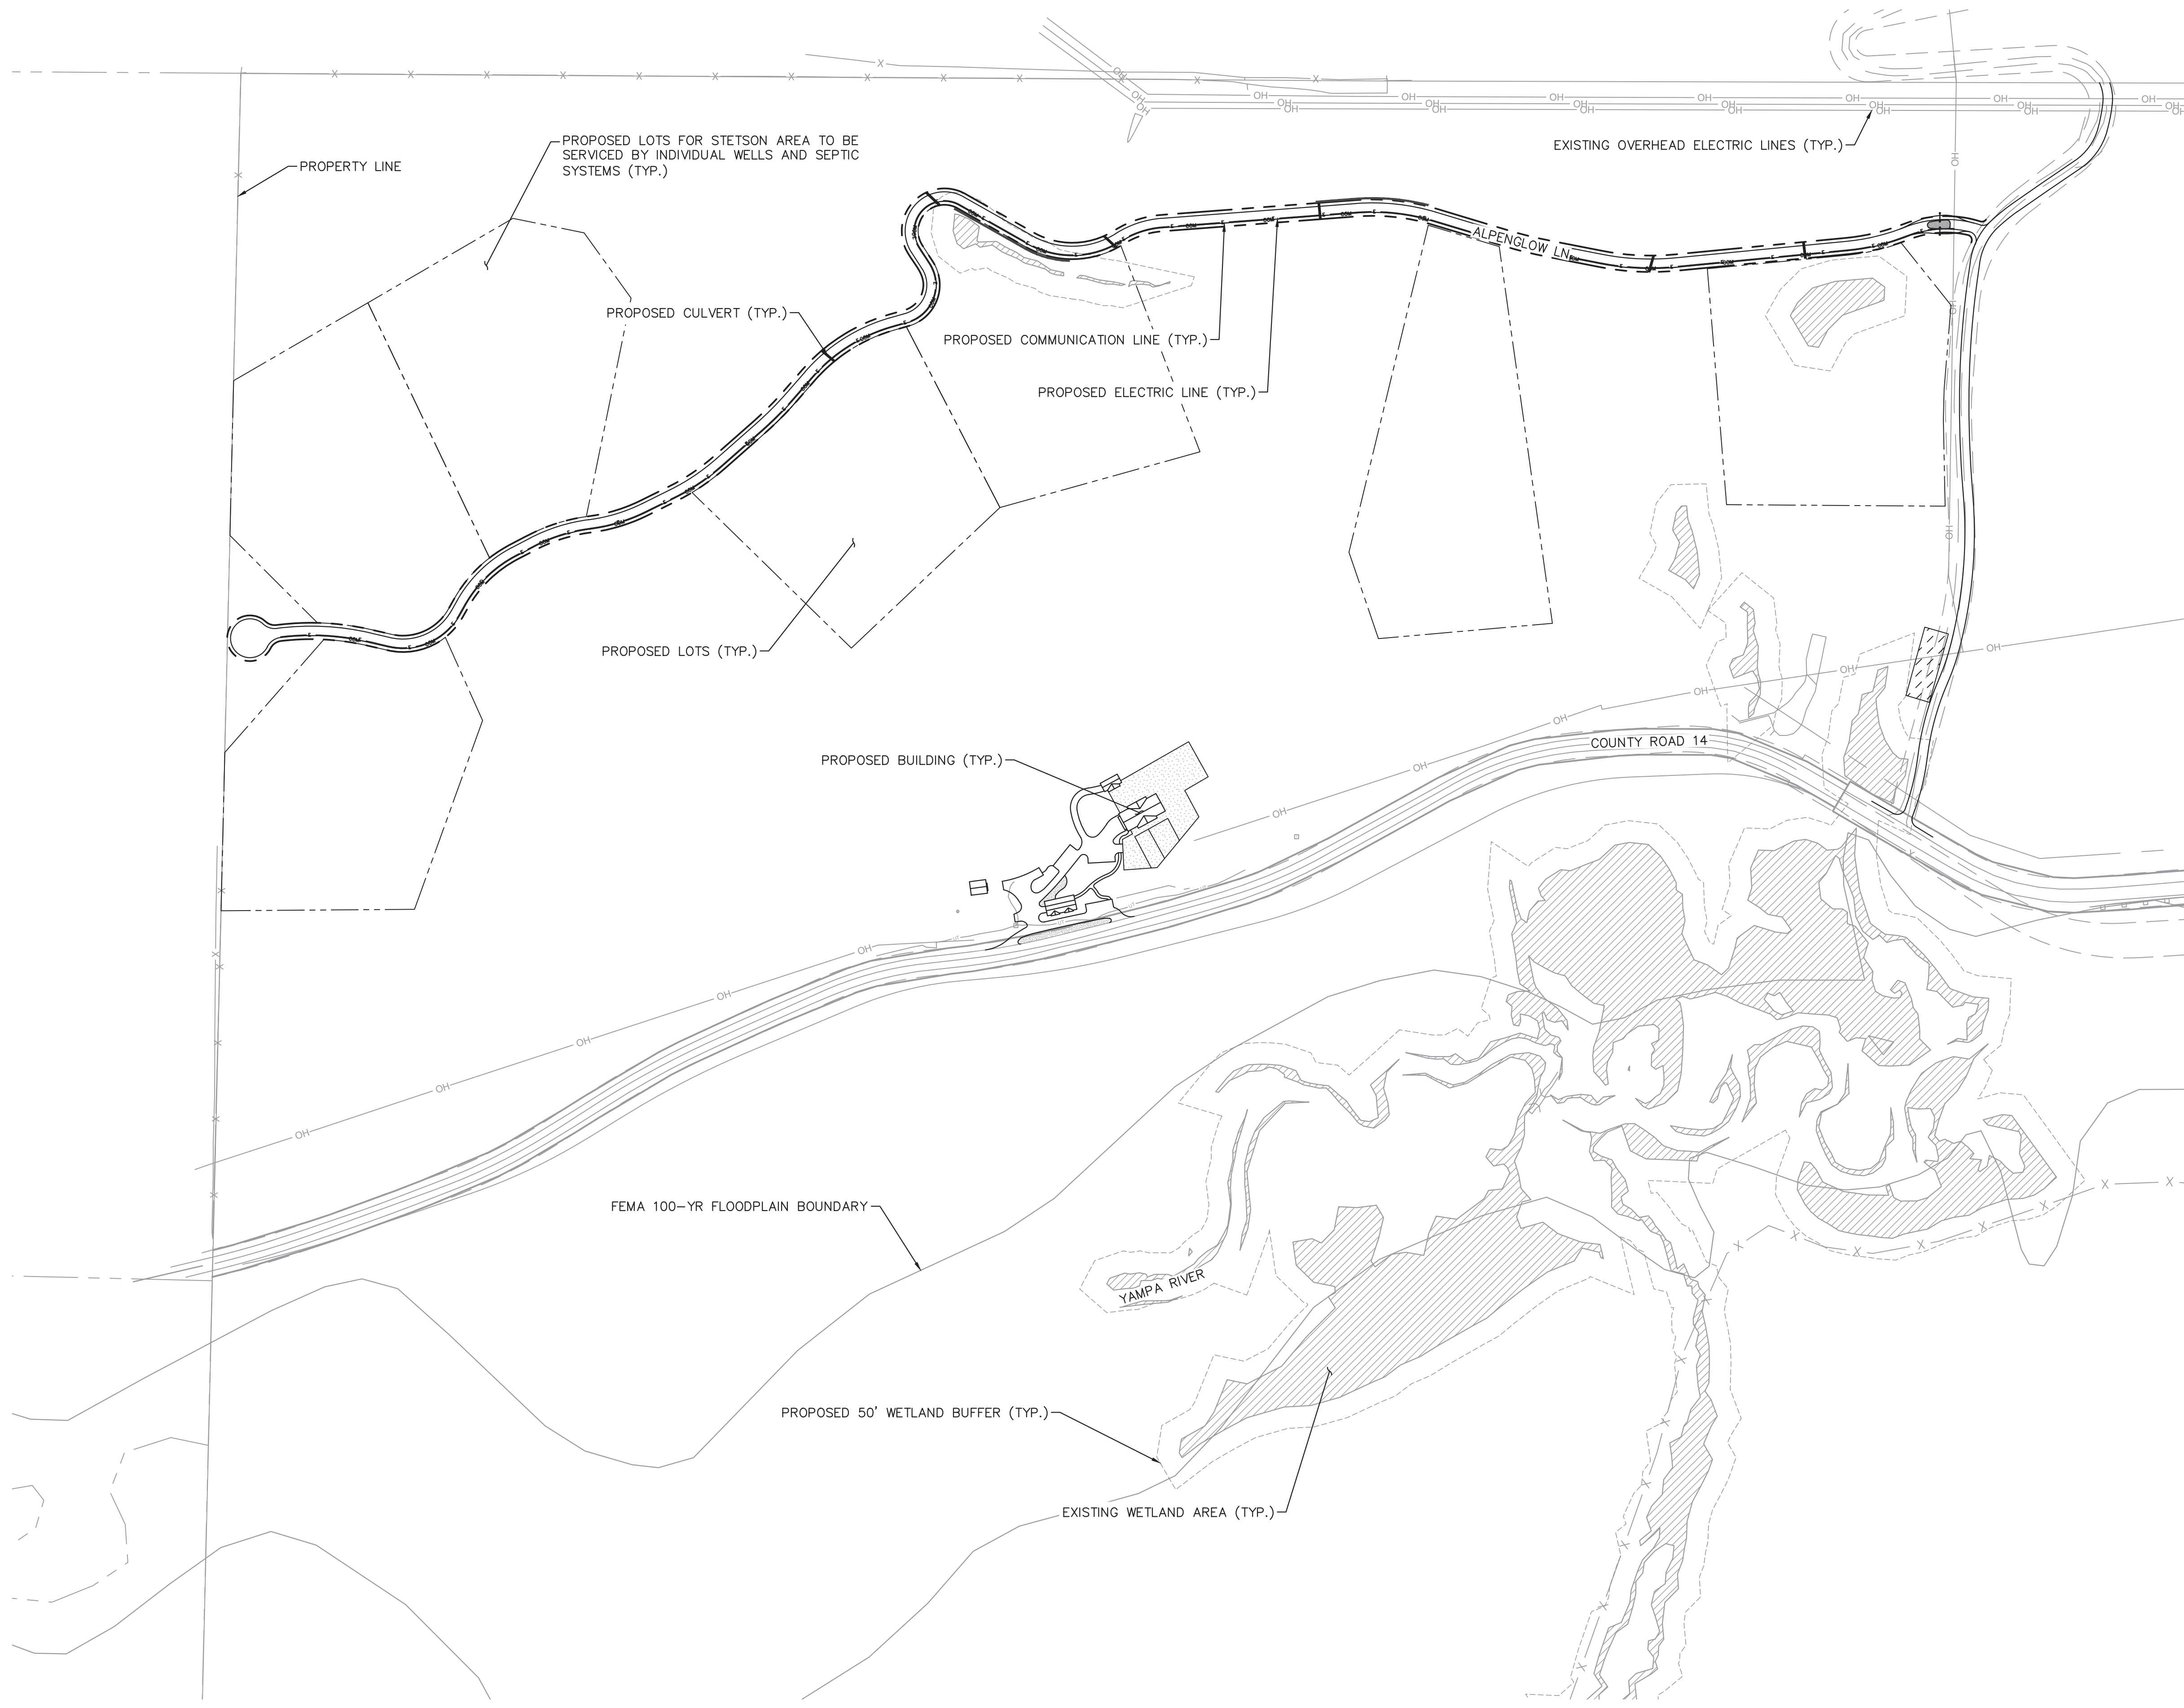 PROPOSED LOTS FOR STETSON AREA TO BE
SERVICED BY INDIVIDUAL WELLS AND SEPTIC
SYSTEMS (TYP.)
PROPERTY LINE
EXISTING OVERHEAD ELECTRIC LINES (TYP.)
ALPENGLOW LN.
PROPOSED CULVERT (TYP.)
PROPOSED COMMUNICATION LINE (TYP.)
PROPOSED ELECTRIC LINE (TYP.)
PROPOSED LOTS (TYP.)
COUNTY ROAD 14
PROPOSED BUILDING (TYP.)
FEMA 100-YR FLOODPLAIN BOUNDARY
YAMPA RIVER
PROPOSED 50' WETLAND BUFFER (TYP.)
EXISTING WETLAND AREA (TYP.)